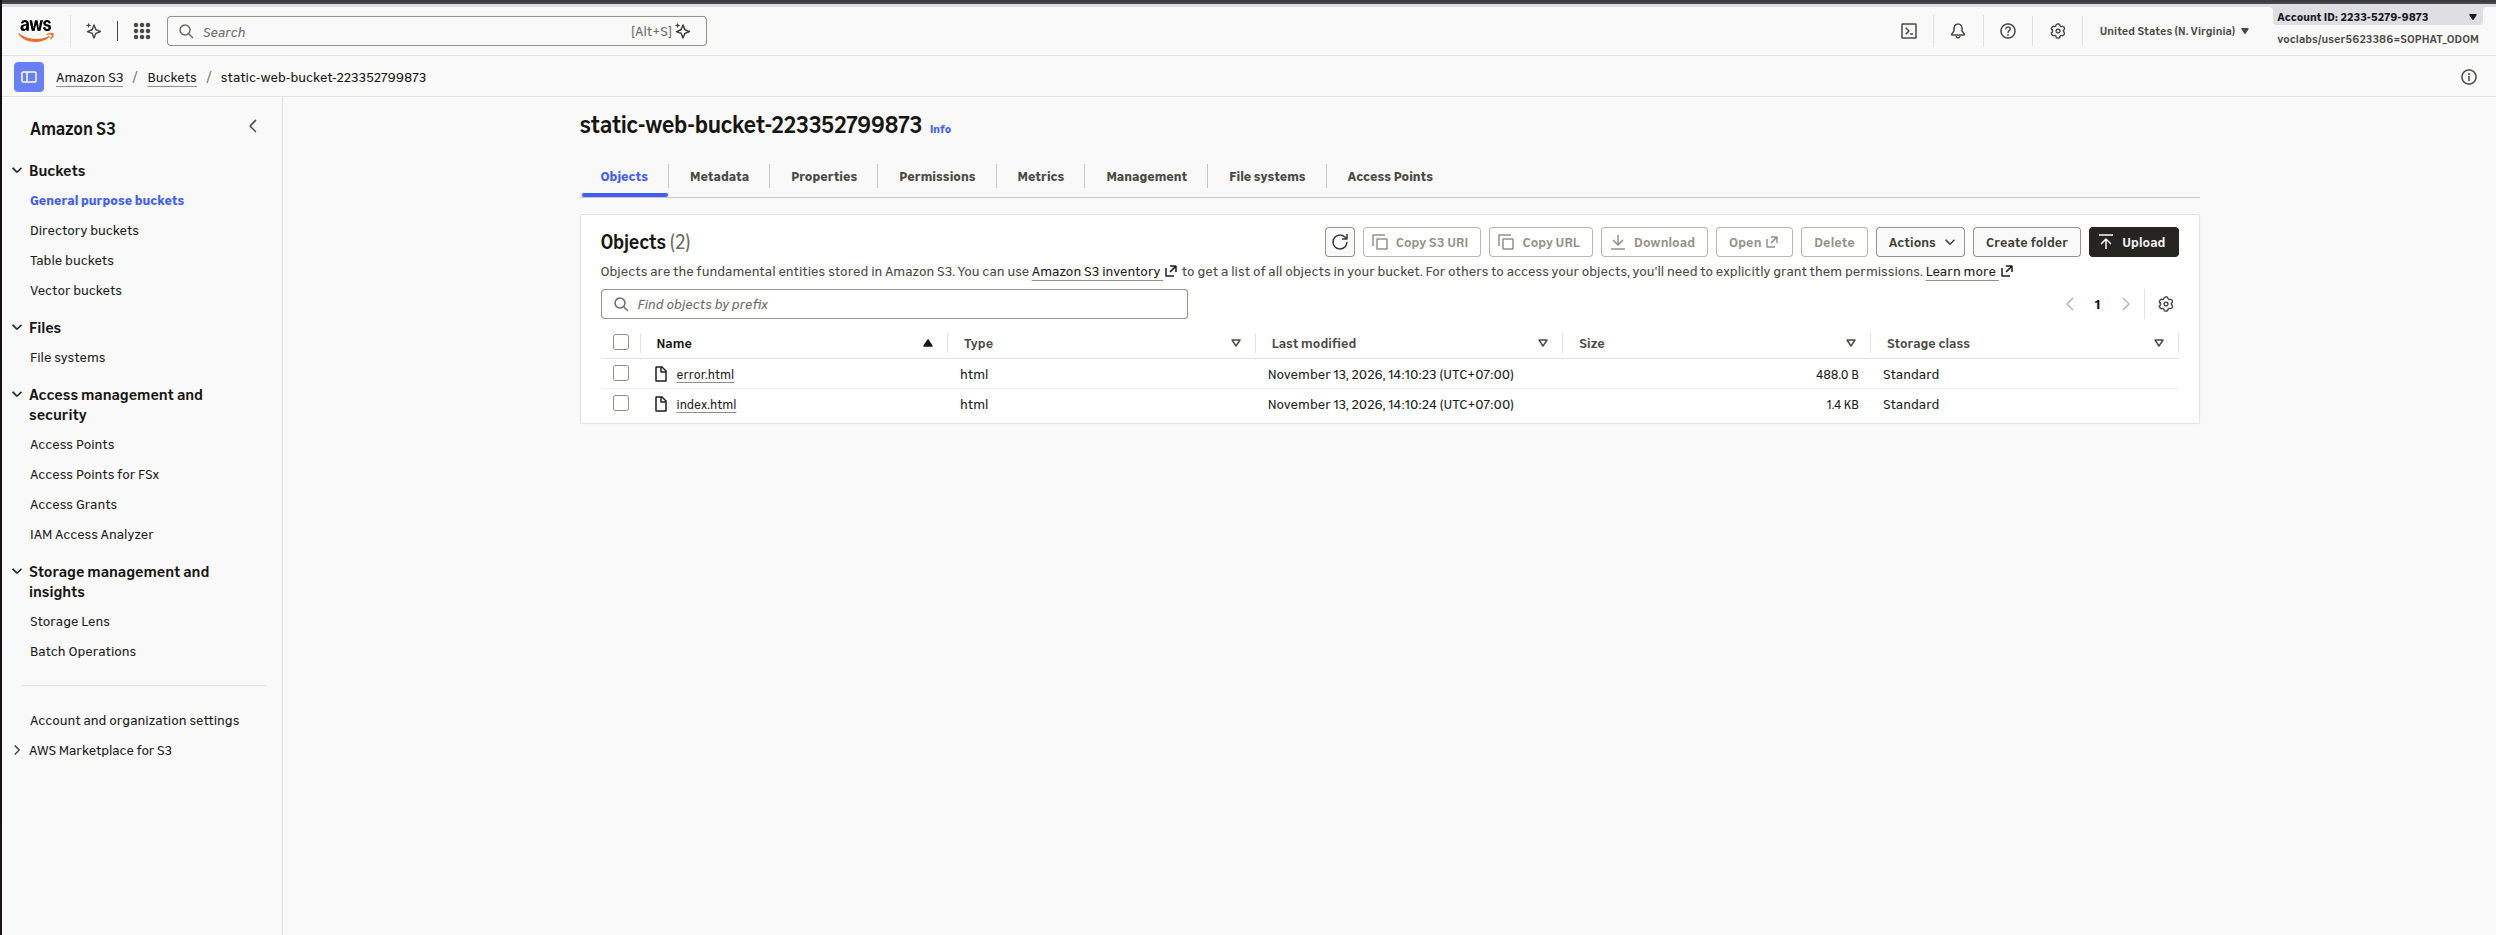 aws
Search [Alt+S]
United States (N. Virginia)
Account ID: 2233-5279-9873
voclabs/user5623386=SOPHAT_ODOM
Amazon S3 / Buckets / static-web-bucket-223352799873
Amazon S3
Buckets
General purpose buckets
Directory buckets
Table buckets
Vector buckets
Files
File systems
Access management and
security
Access Points
Access Points for FSx
Access Grants
IAM Access Analyzer
Storage management and
insights
Storage Lens
Batch Operations
Account and organization settings
AWS Marketplace for S3
static-web-bucket-223352799873 Info
Objects Metadata Properties Permissions Metrics Management File systems Access Points
Objects (2) Copy S3 URI Copy URL Download Open Delete Actions Create folder Upload
Objects are the fundamental entities stored in Amazon S3. You can use Amazon S3 inventory to get a list of all objects in your bucket. For others to access your objects, you'll need to explicitly grant them permissions. Learn more
Find objects by prefix 1
Name Type Last modified Size Storage class
error.html html November 13, 2026, 14:10:23 (UTC+07:00) 488.0 B Standard
index.html html November 13, 2026, 14:10:24 (UTC+07:00) 1.4 KB Standard